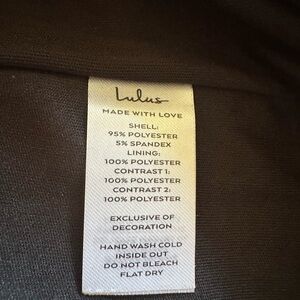 Lulus
MADE WITH LOVE
SHELL:
95% POLYESTER
5% SPANDEX
LINING:
100% POLYESTER
CONTRAST 1:
100% POLYESTER
CONTRAST 2:
100% POLYESTER
EXCLUSIVE OF
DECORATION
HAND WASH COLD
INSIDE OUT
DO NOT BLEACH
FLAT DRY